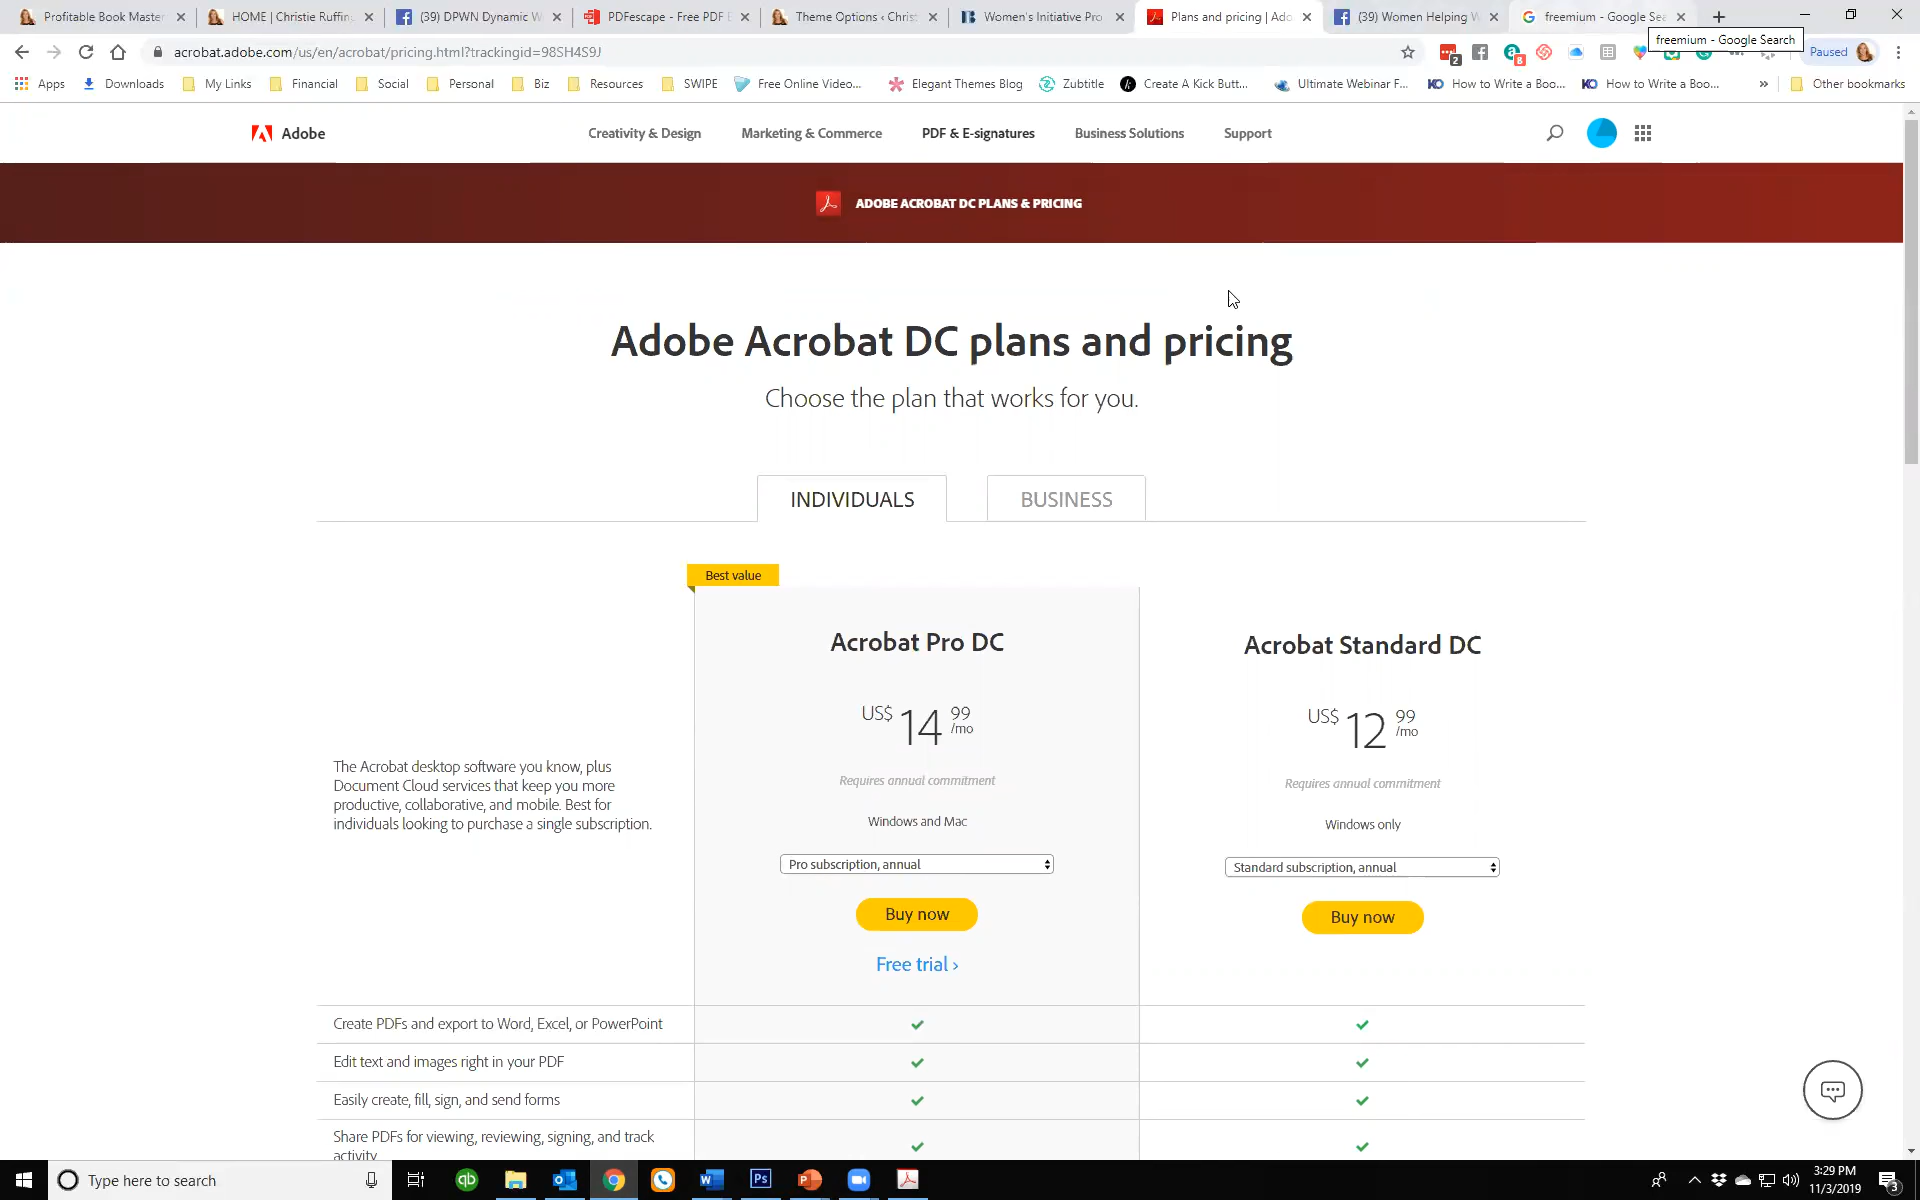 Profitable Book Master
HOME | Christie Ruffin
(39) DPWN Dynamic W
PDFescape - Free PDF E
Theme Options ‹ Christ
Women's Initiative Pro
Plans and pricing | Ado
(39) Women Helping W
freemium - Google Sea
freemium - Google Search
acrobat.adobe.com/us/en/acrobat/pricing.html?trackingid=98SH4S9J
2
8
Paused
Apps
Downloads
My Links
Financial
Social
Personal
Biz
Resources
SWIPE
Free Online Video...
Elegant Themes Blog
Zubtitle
Create A Kick Butt...
Ultimate Webinar F...
How to Write a Boo...
How to Write a Boo...
Other bookmarks
Adobe
Creativity & Design
Marketing & Commerce
PDF & E-signatures
Business Solutions
Support
ADOBE ACROBAT DC PLANS & PRICING
Adobe Acrobat DC plans and pricing
Choose the plan that works for you.
INDIVIDUALS
BUSINESS
Best value
Acrobat Pro DC
Acrobat Standard DC
US$ 14 99 /mo
US$ 12 99 /mo
The Acrobat desktop software you know, plus
Document Cloud services that keep you more
productive, collaborative, and mobile. Best for
individuals looking to purchase a single subscription.
Requires annual commitment
Requires annual commitment
Windows and Mac
Windows only
Pro subscription, annual
Standard subscription, annual
Buy now
Buy now
Free trial ›
Create PDFs and export to Word, Excel, or PowerPoint
Edit text and images right in your PDF
Easily create, fill, sign, and send forms
Share PDFs for viewing, reviewing, signing, and track
activity
Type here to search
qb
Ps
3:29 PM
11/3/2019
3